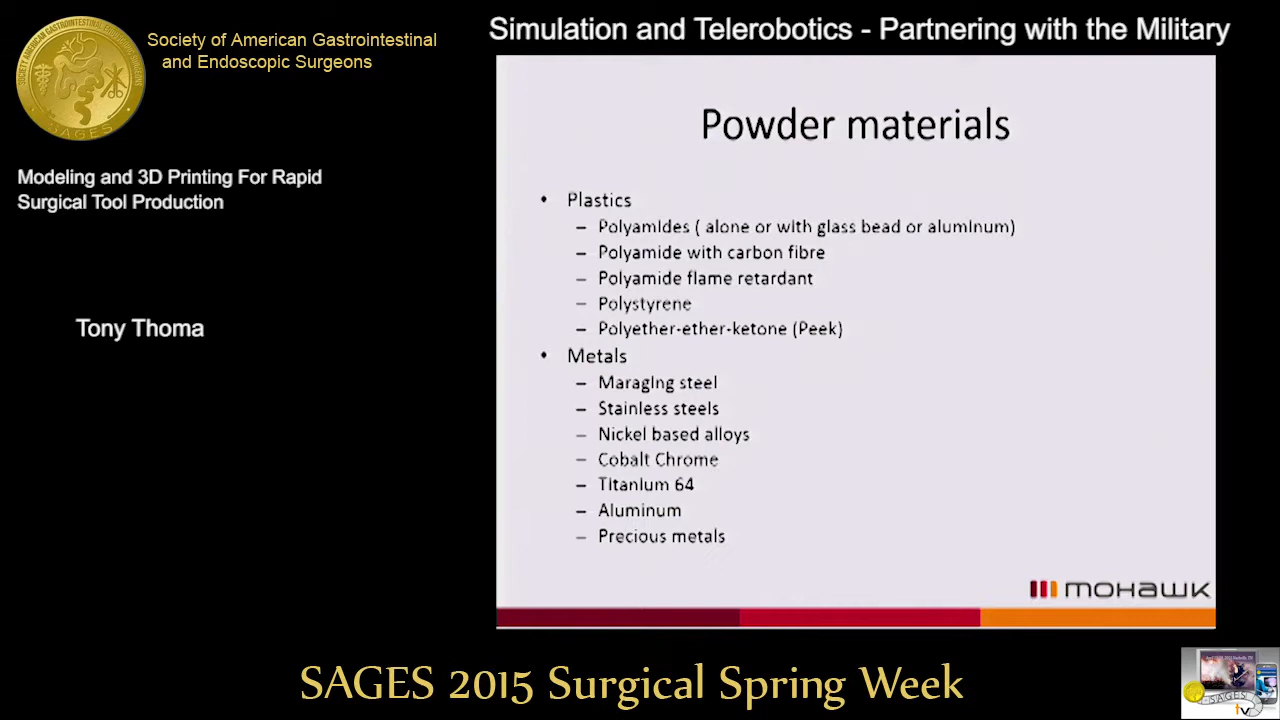 Society of American Gastrointestinal
and Endoscopic Surgeons
Simulation and Telerobotics - Partnering with the Military
Modeling and 3D Printing For Rapid
Surgical Tool Production
Tony Thoma
Powder materials
• Plastics
– Polyamides ( alone or with glass bead or aluminum)
– Polyamide with carbon fibre
– Polyamide flame retardant
– Polystyrene
– Polyether-ether-ketone (Peek)
• Metals
– Maraging steel
– Stainless steels
– Nickel based alloys
– Cobalt Chrome
– Titanium 64
– Aluminum
– Precious metals
mohawk
SAGES 2015 Surgical Spring Week
SAGES
SAGES
tv